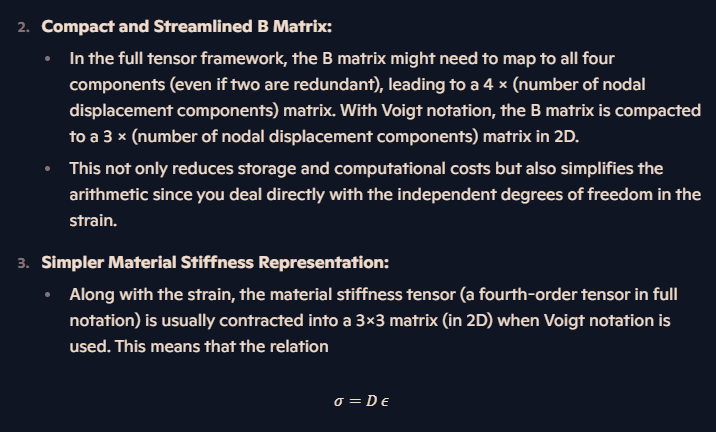 2. Compact and Streamlined B Matrix:
• In the full tensor framework, the B matrix might need to map to all four
components (even if two are redundant), leading to a 4 × (number of nodal
displacement components) matrix. With Voigt notation, the B matrix is compacted
to a 3 × (number of nodal displacement components) matrix in 2D.
• This not only reduces storage and computational costs but also simplifies the
arithmetic since you deal directly with the independent degrees of freedom in the
strain.
3. Simpler Material Stiffness Representation:
• Along with the strain, the material stiffness tensor (a fourth-order tensor in full
notation) is usually contracted into a 3×3 matrix (in 2D) when Voigt notation is
used. This means that the relation
σ = D ϵ